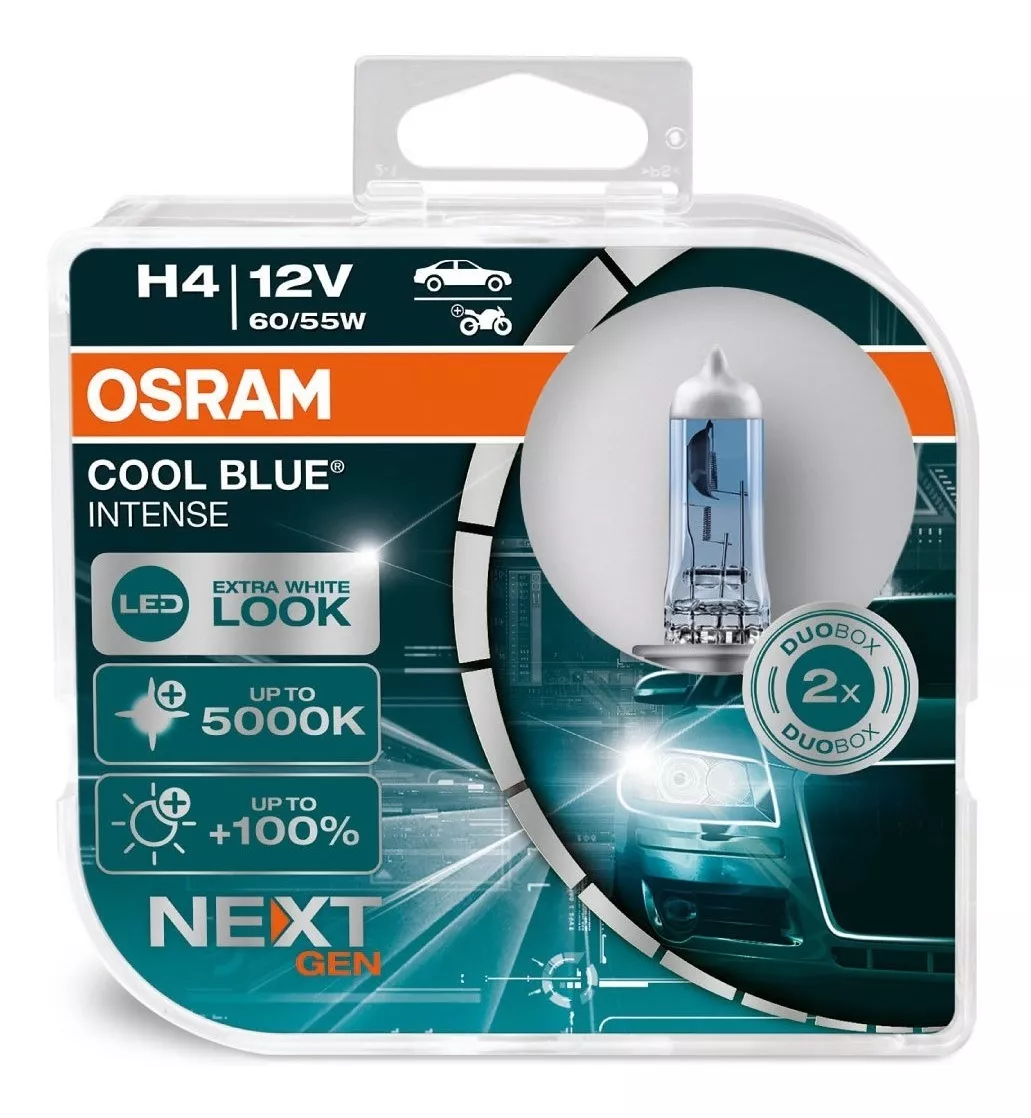 H4 12V
60/55W
OSRAM
COOL BLUE®
INTENSE
LED
EXTRA WHITE
LOOK
UP TO
5000K
UP TO
+100%
NEXT
GEN
DUOBOX
2x
DUOBOX